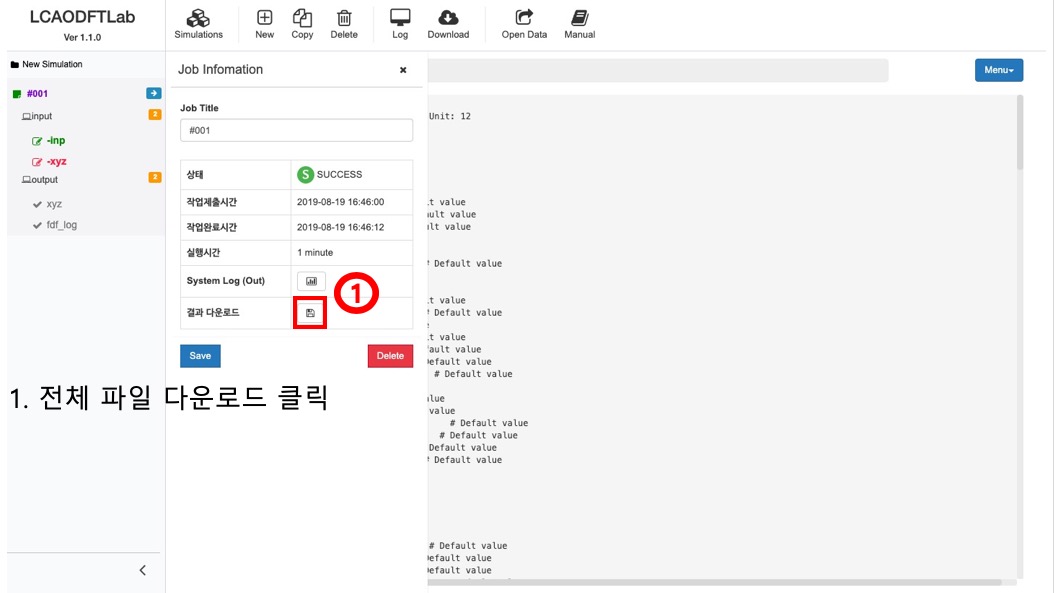 LCAODFTLab
Ver 1.1.0
Simulations
New
Copy
Delete
Log
Download
Open Data
Manual
New Simulation
#001
input
2
-inp
-xyz
output
2
xyz
fdf_log
Job Infomation
Job Title
#001
상태
S SUCCESS
작업제출시간
2019-08-19 16:46:00
작업완료시간
2019-08-19 16:46:12
실행시간
1 minute
System Log (Out)
결과 다운로드
1
Save
Delete
1. 전체 파일 다운로드 클릭
Menu
Unit: 12
value
value
value
# Default value
value
# Default value
value
value
Default value
# Default value
value
value
# Default value
# Default value
Default value
# Default value
# Default value
Default value
Default value